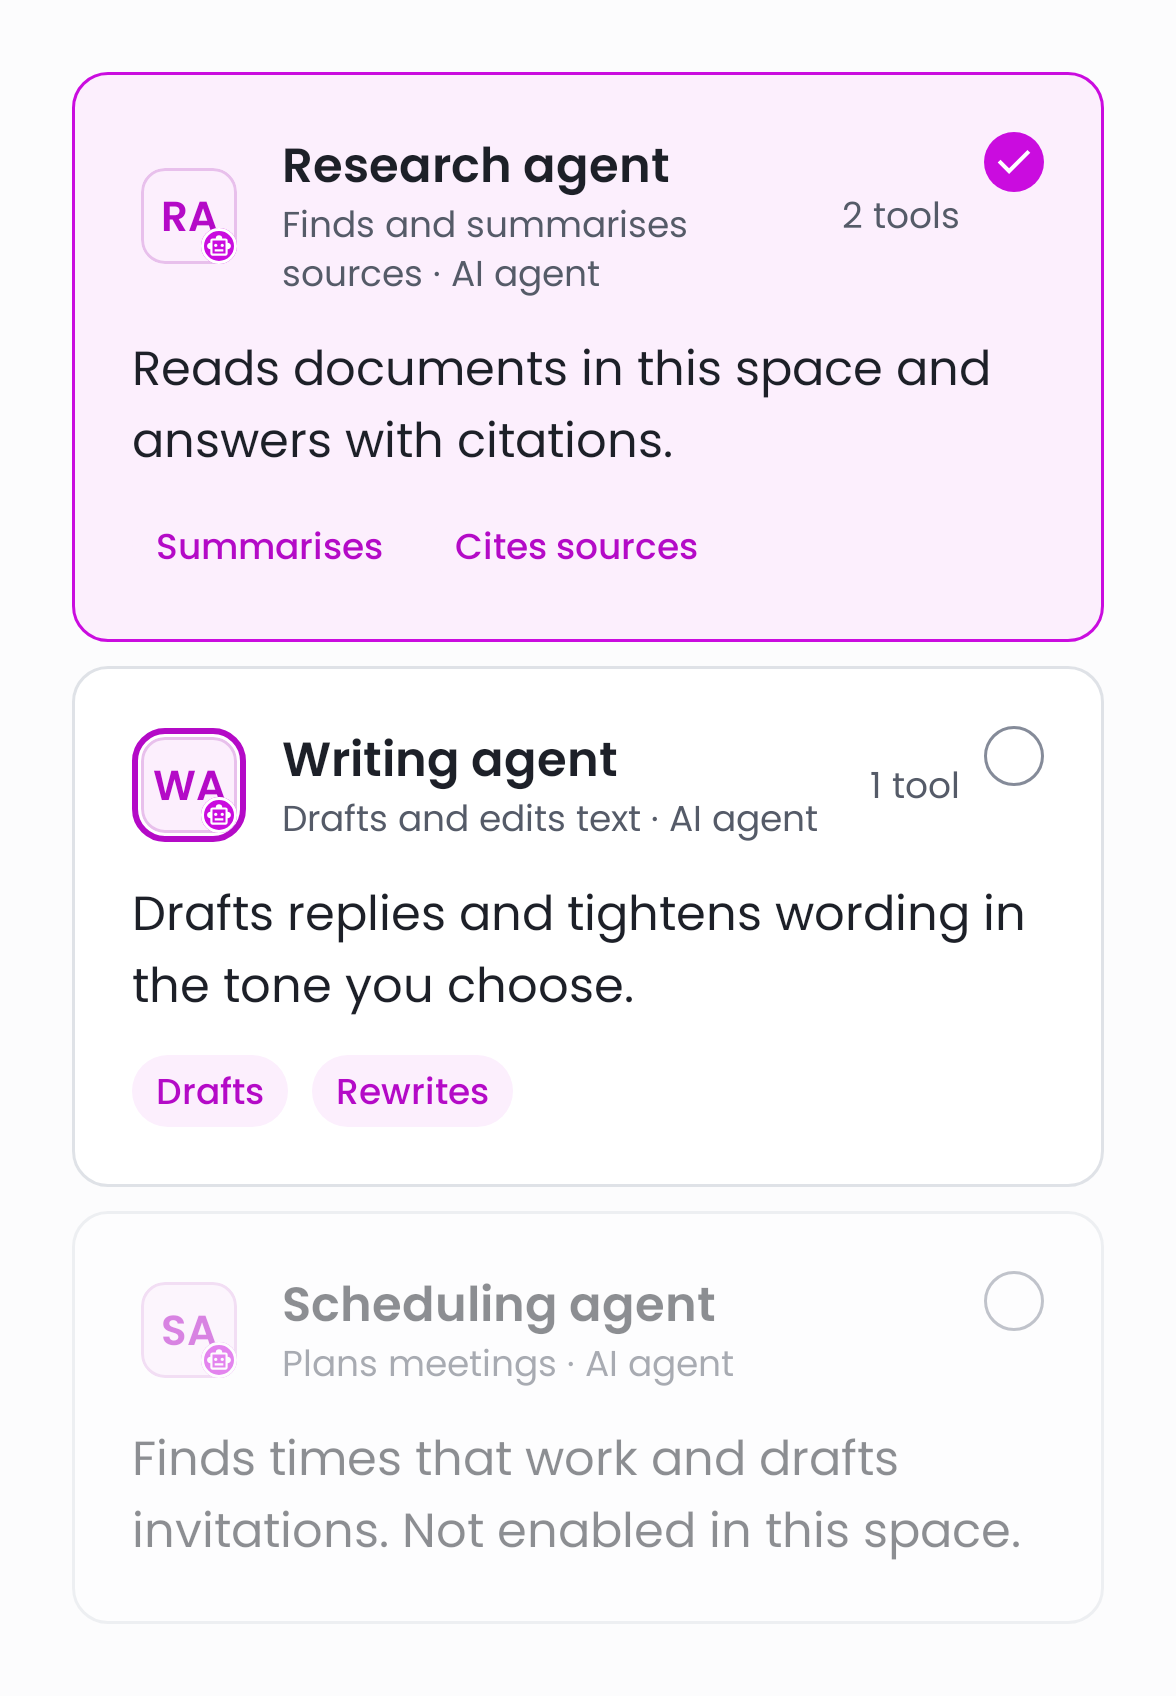 RA
Research agent
Finds and summarises
sources · AI agent
2 tools
Reads documents in this space and
answers with citations.
Summarises
Cites sources
WA
Writing agent
Drafts and edits text · AI agent
1 tool
Drafts replies and tightens wording in
the tone you choose.
Drafts
Rewrites
SA
Scheduling agent
Plans meetings · AI agent
Finds times that work and drafts
invitations. Not enabled in this space.